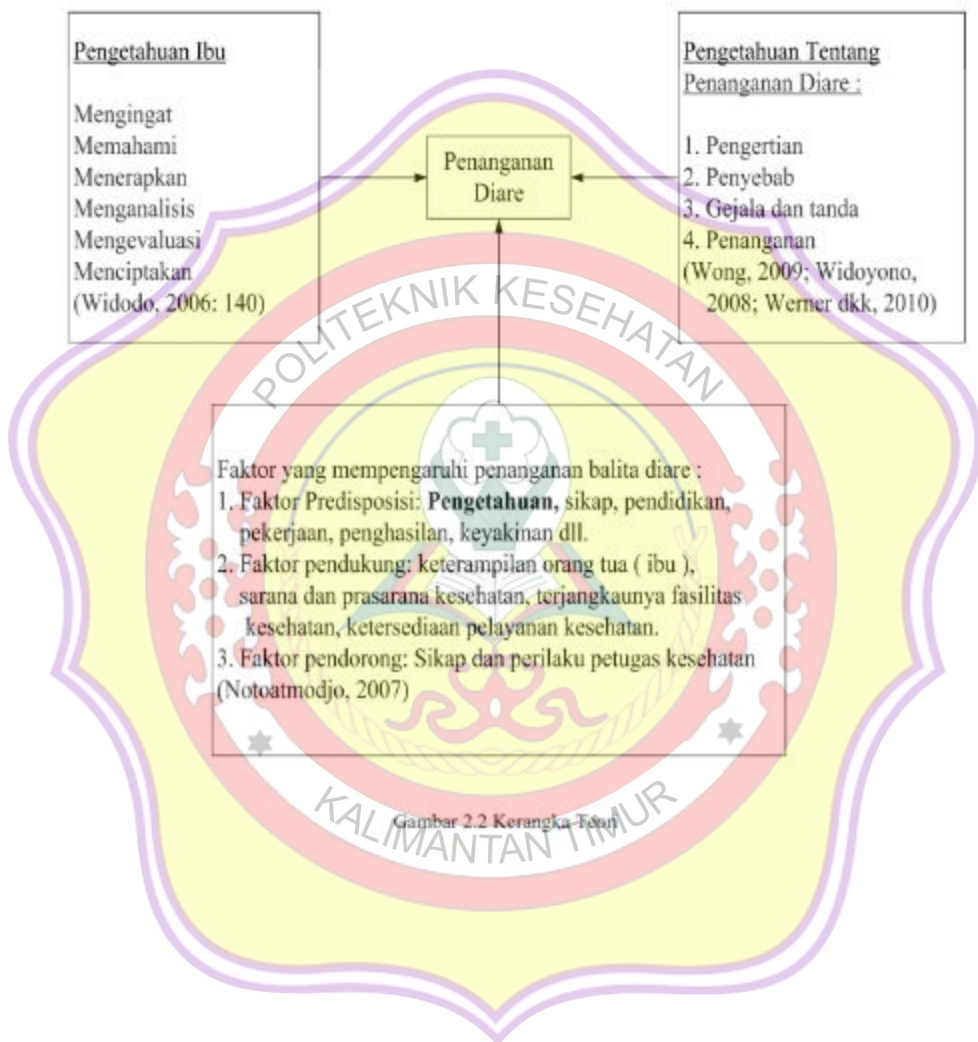 Pengetahuan Ibu
Mengingat
Memahami
Menerapkan
Menganalisis
Mengevaluasi
Menciptakan
(Widodo, 2006: 140)
Penanganan
Diare
Pengetahuan Tentang
Penanganan Diare :
1. Pengertian
2. Penyebab
3. Gejala dan tanda
4. Penanganan
(Wong, 2009; Widoyono,
2008; Werner dkk, 2010)
POLITEKNIK KESEHATAN
Faktor yang mempengaruhi penanganan balita diare :
1. Faktor Predisposisi: Pengetahuan, sikap, pendidikan,
pekerjaan, penghasilan, keyakinan dll.
2. Faktor pendukung: keterampilan orang tua ( ibu ),
sarana dan prasarana kesehatan, terjangkaunya fasilitas
kesehatan, ketersediaan pelayanan kesehatan.
3. Faktor pendorong: Sikap dan perilaku petugas kesehatan
(Notoatmodjo, 2007)
Gambar 2.2 Kerangka Teori
KALIMANTAN TIMUR